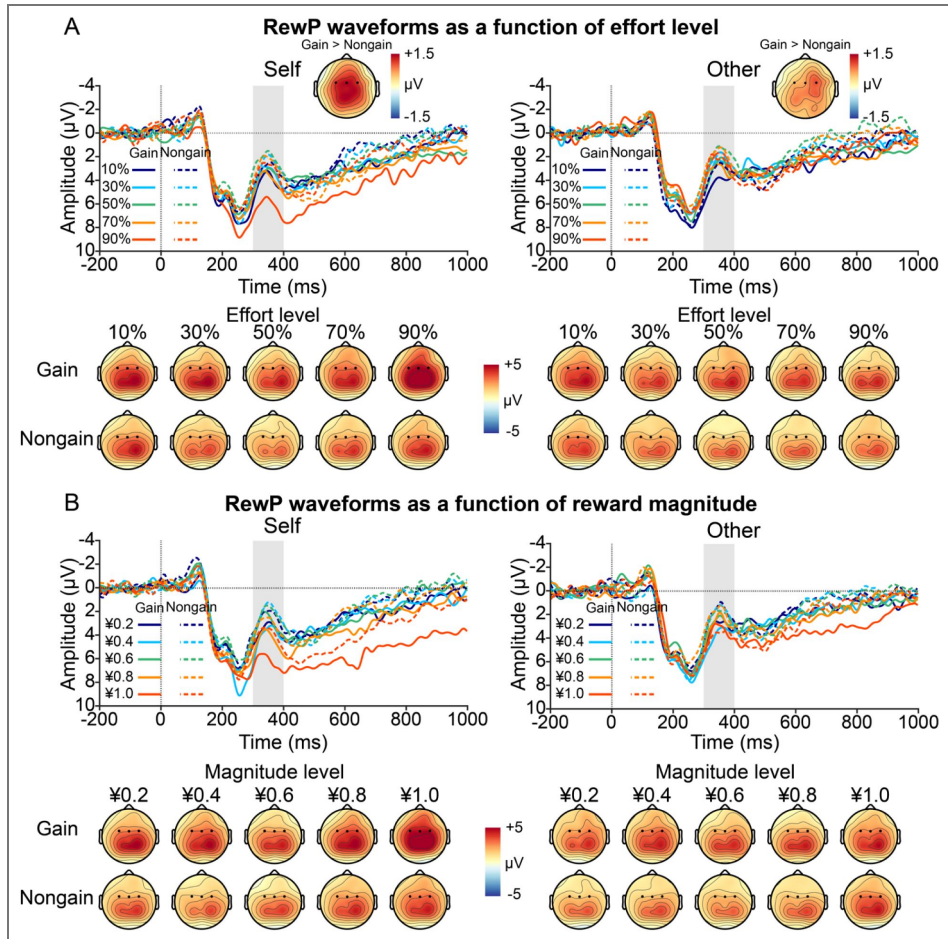 A
RewP waveforms as a function of effort level
Self
Gain > Nongain
+1.5
µV
-1.5
Amplitude (µV)
-4
-2
0
2
4
6
8
10
Gain Nongain
10%
30%
50%
70%
90%
-200 0 200 400 600 800 1000
Time (ms)
Other
Gain > Nongain
+1.5
µV
-1.5
Amplitude (µV)
-4
-2
0
2
4
6
8
10
Gain Nongain
10%
30%
50%
70%
90%
-200 0 200 400 600 800 1000
Time (ms)
Effort level
10% 30% 50% 70% 90%
Gain
Nongain
+5
µV
-5
Effort level
10% 30% 50% 70% 90%
B
RewP waveforms as a function of reward magnitude
Self
Amplitude (µV)
-4
-2
0
2
4
6
8
10
Gain Nongain
¥0.2
¥0.4
¥0.6
¥0.8
¥1.0
-200 0 200 400 600 800 1000
Time (ms)
Other
Amplitude (µV)
-4
-2
0
2
4
6
8
10
Gain Nongain
¥0.2
¥0.4
¥0.6
¥0.8
¥1.0
-200 0 200 400 600 800 1000
Time (ms)
Magnitude level
¥0.2 ¥0.4 ¥0.6 ¥0.8 ¥1.0
Gain
Nongain
+5
µV
-5
Magnitude level
¥0.2 ¥0.4 ¥0.6 ¥0.8 ¥1.0